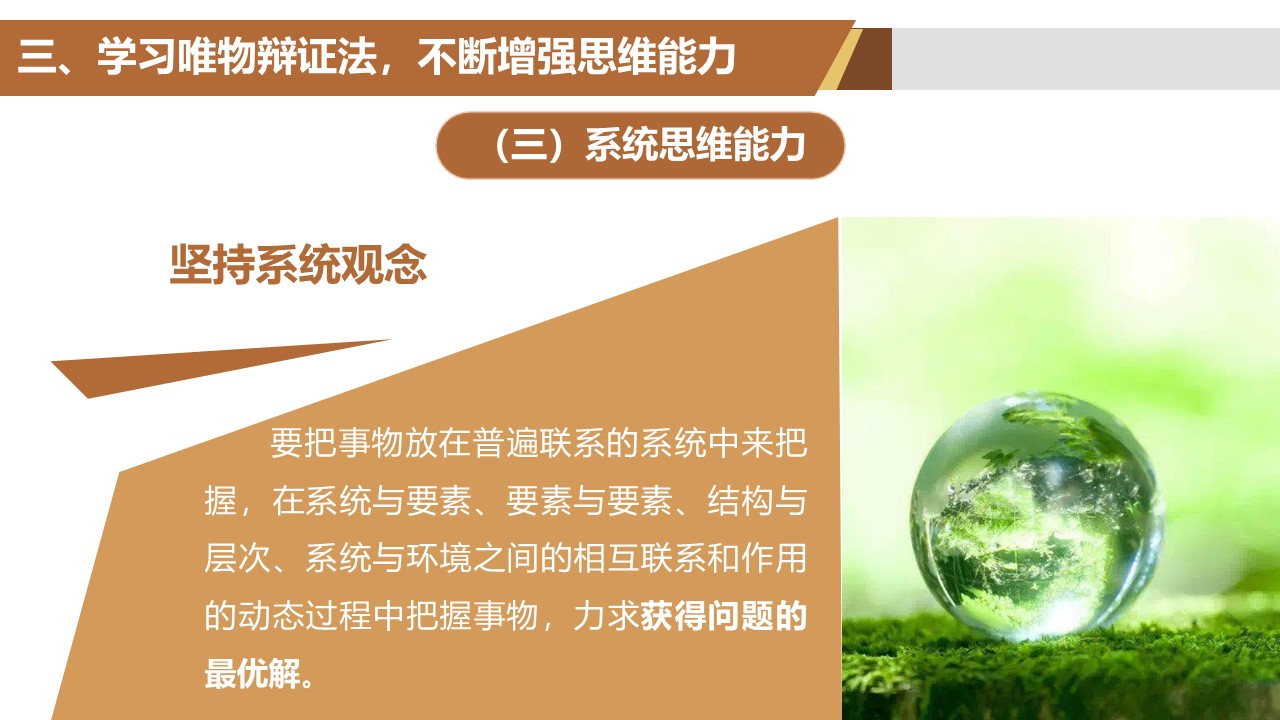 三、学习唯物辩证法，不断增强思维能力
（三）系统思维能力
坚持系统观念
要把事物放在普遍联系的系统中来把
握，在系统与要素、要素与要素、结构与
层次、系统与环境之间的相互联系和作用
的动态过程中把握事物，力求获得问题的
最优解。